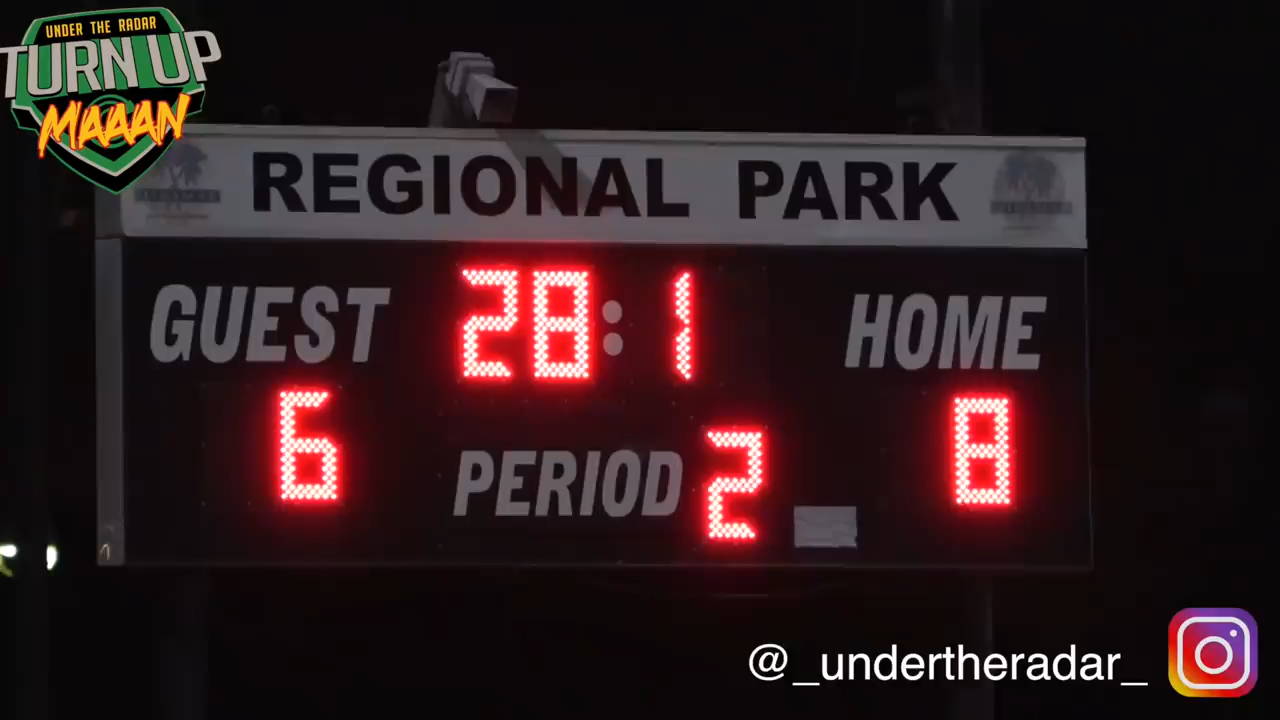 UNDER THE RADAR
TURN UP
MAAAN
REGIONAL PARK
GUEST 28:1 HOME
6 PERIOD 2 8
@_undertheradar_